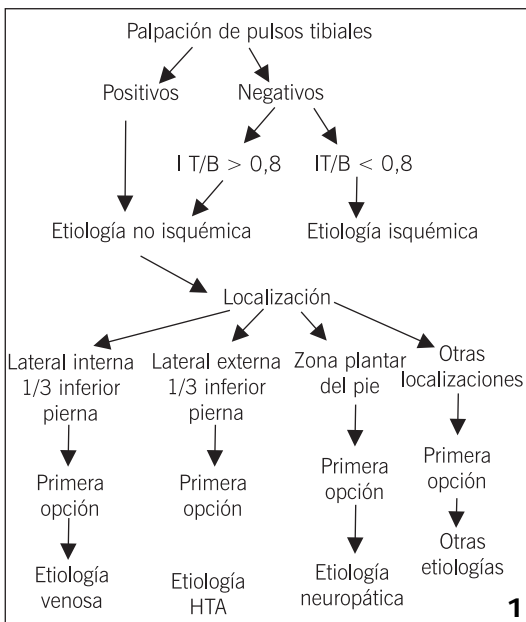 Palpación de pulsos tibiales
Positivos
Negativos
I T/B > 0,8
IT/B < 0,8
Etiología no isquémica
Etiología isquémica
Localización
Lateral interna
1/3 inferior
pierna
Lateral externa
1/3 inferior
pierna
Zona plantar
del pie
Otras
localizaciones
Primera
opción
Primera
opción
Primera
opción
Primera
opción
Etiología
venosa
Etiología
HTA
Etiología
neuropática
Otras
etiologías
1